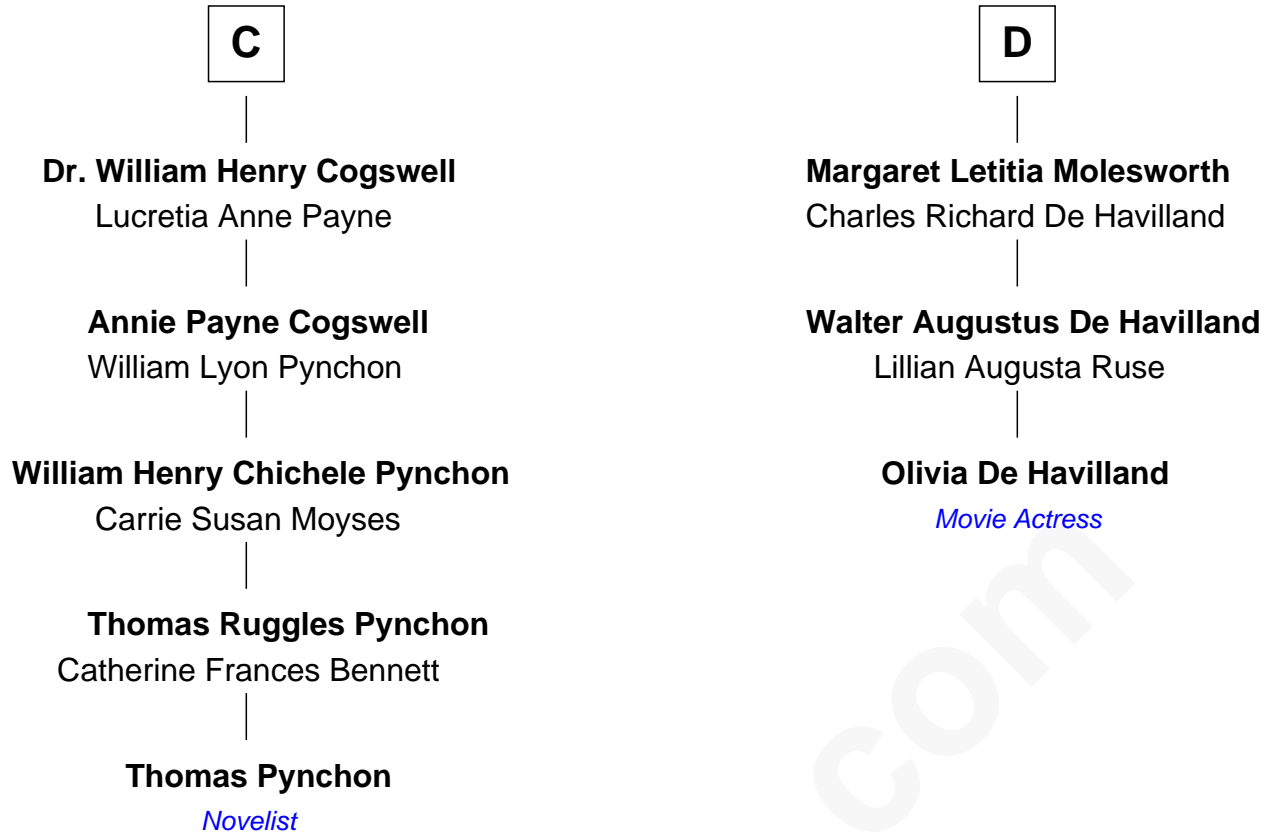 C
Dr. William Henry Cogswell
Lucretia Anne Payne
Annie Payne Cogswell
William Lyon Pynchon
William Henry Chichele Pynchon
Carrie Susan Moyses
Thomas Ruggles Pynchon
Catherine Frances Bennett
Thomas Pynchon
Novelist
D
Margaret Letitia Molesworth
Charles Richard De Havilland
Walter Augustus De Havilland
Lillian Augusta Ruse
Olivia De Havilland
Movie Actress
com